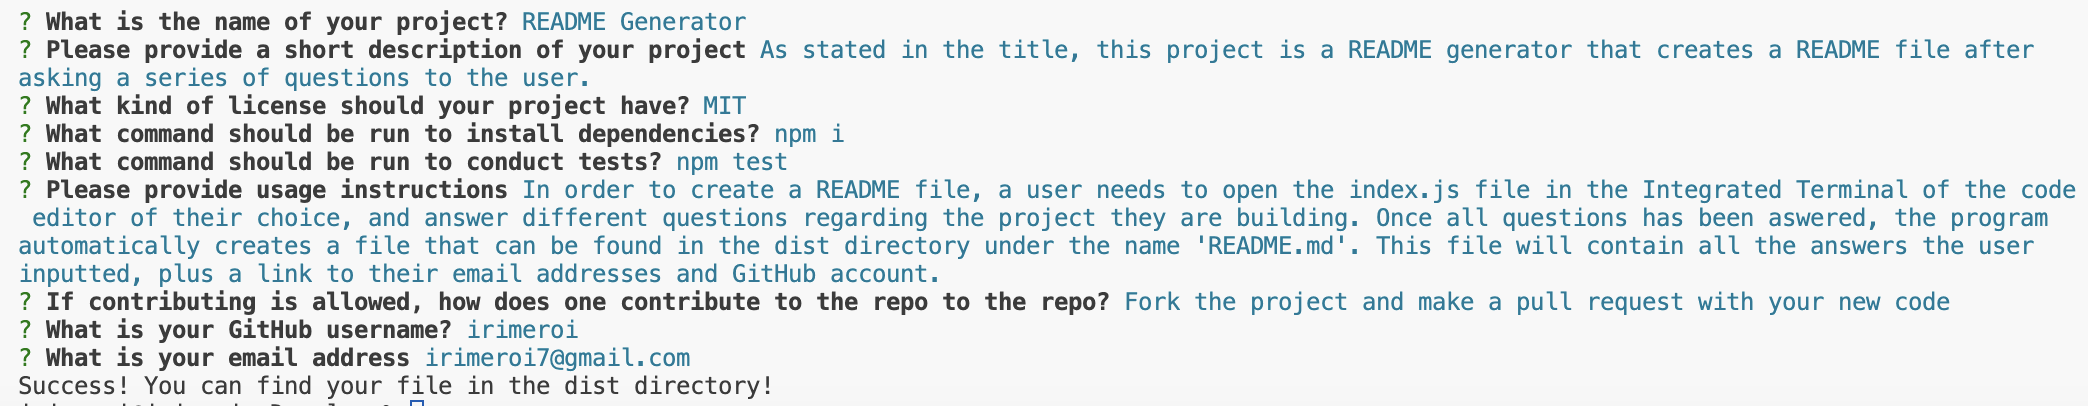 ? What is the name of your project? README Generator
? Please provide a short description of your project As stated in the title, this project is a README generator that creates a README file after
asking a series of questions to the user.
? What kind of license should your project have? MIT
? What command should be run to install dependencies? npm i
? What command should be run to conduct tests? npm test
? Please provide usage instructions In order to create a README file, a user needs to open the index.js file in the Integrated Terminal of the code
editor of their choice, and answer different questions regarding the project they are building. Once all questions has been aswered, the program
automatically creates a file that can be found in the dist directory under the name 'README.md'. This file will contain all the answers the user
inputted, plus a link to their email addresses and GitHub account.
? If contributing is allowed, how does one contribute to the repo to the repo? Fork the project and make a pull request with your new code
? What is your GitHub username? irimeroi
? What is your email address irimeroi7@gmail.com
Success! You can find your file in the dist directory!